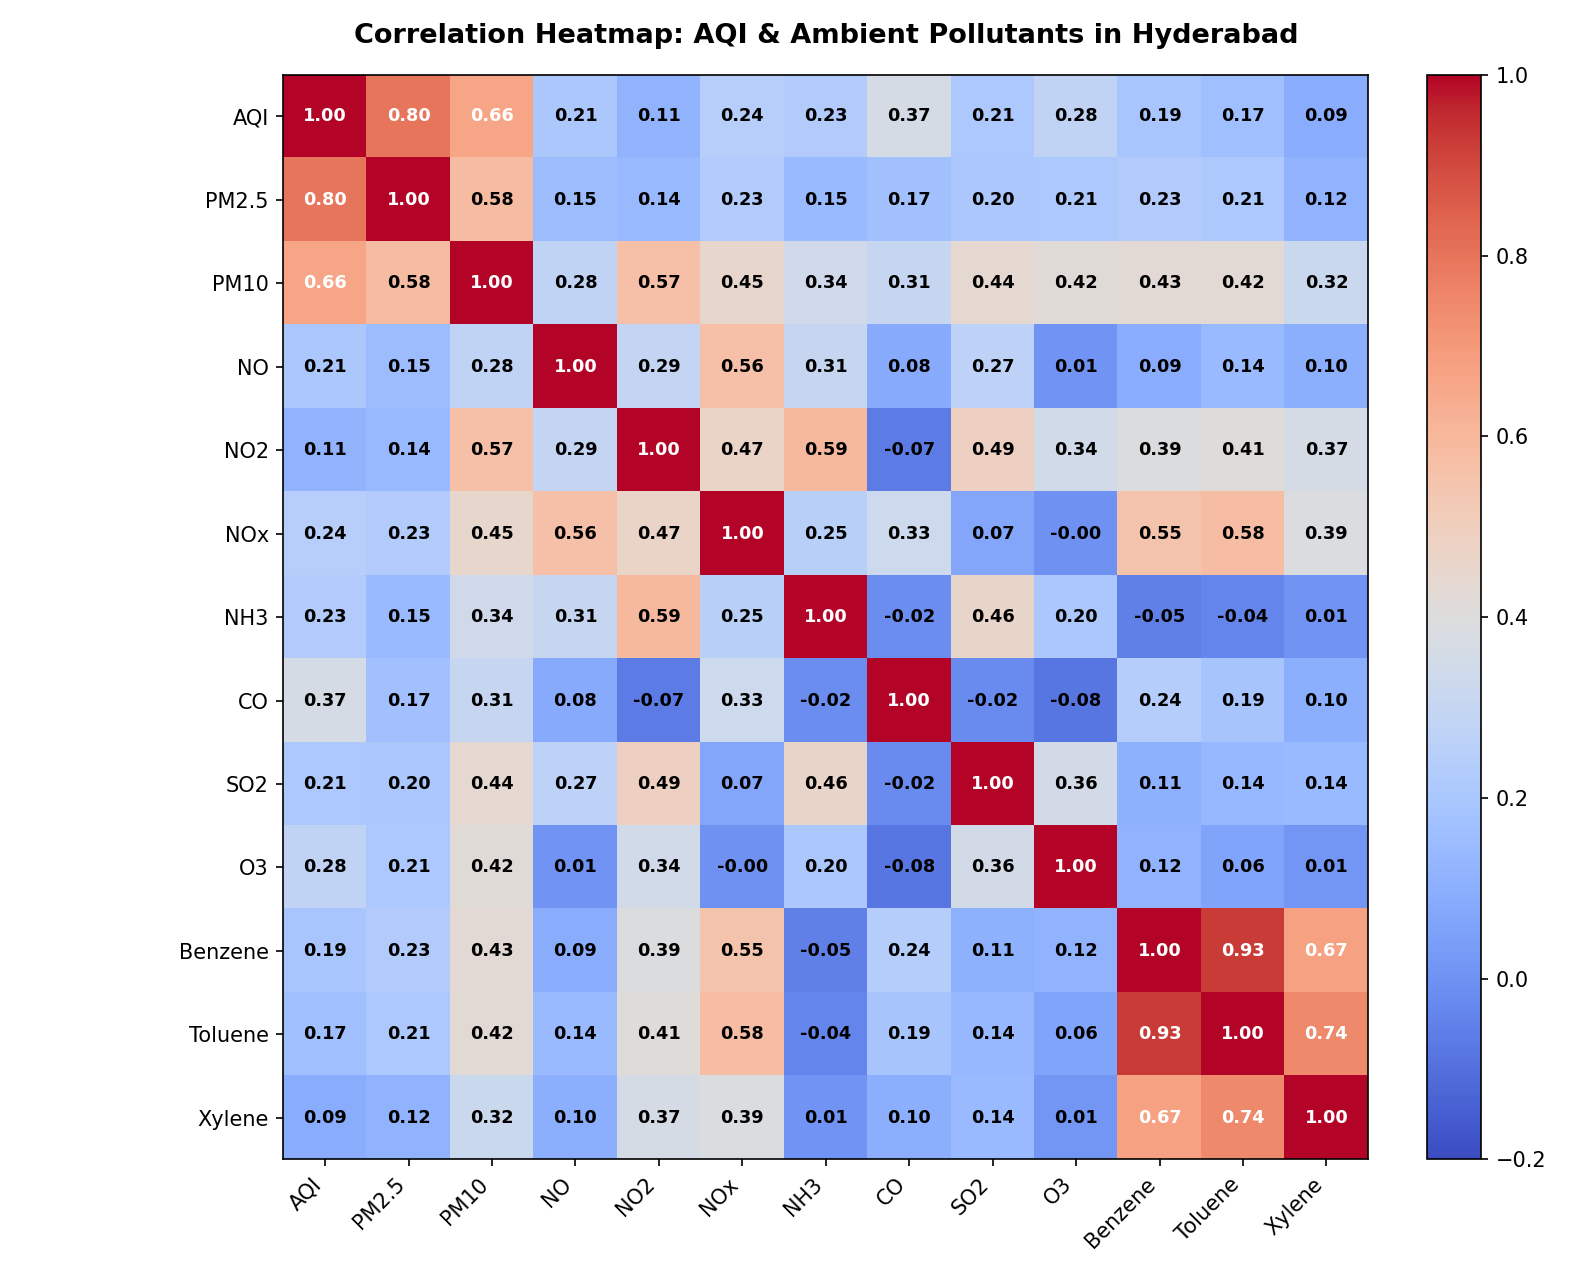 Correlation Heatmap: AQI & Ambient Pollutants in Hyderabad
AQI 1.00 0.80 0.66 0.21 0.11 0.24 0.23 0.37 0.21 0.28 0.19 0.17 0.09
PM2.5 0.80 1.00 0.58 0.15 0.14 0.23 0.15 0.17 0.20 0.21 0.23 0.21 0.12
PM10 0.66 0.58 1.00 0.28 0.57 0.45 0.34 0.31 0.44 0.42 0.43 0.42 0.32
NO 0.21 0.15 0.28 1.00 0.29 0.56 0.31 0.08 0.27 0.01 0.09 0.14 0.10
NO2 0.11 0.14 0.57 0.29 1.00 0.47 0.59 -0.07 0.49 0.34 0.39 0.41 0.37
NOx 0.24 0.23 0.45 0.56 0.47 1.00 0.25 0.33 0.07 -0.00 0.55 0.58 0.39
NH3 0.23 0.15 0.34 0.31 0.59 0.25 1.00 -0.02 0.46 0.20 -0.05 -0.04 0.01
CO 0.37 0.17 0.31 0.08 -0.07 0.33 -0.02 1.00 -0.02 -0.08 0.24 0.19 0.10
SO2 0.21 0.20 0.44 0.27 0.49 0.07 0.46 -0.02 1.00 0.36 0.11 0.14 0.14
O3 0.28 0.21 0.42 0.01 0.34 -0.00 0.20 -0.08 0.36 1.00 0.12 0.06 0.01
Benzene 0.19 0.23 0.43 0.09 0.39 0.55 -0.05 0.24 0.11 0.12 1.00 0.93 0.67
Toluene 0.17 0.21 0.42 0.14 0.41 0.58 -0.04 0.19 0.14 0.06 0.93 1.00 0.74
Xylene 0.09 0.12 0.32 0.10 0.37 0.39 0.01 0.10 0.14 0.01 0.67 0.74 1.00
AQI PM2.5 PM10 NO NO2 NOx NH3 CO SO2 O3 Benzene Toluene Xylene
1.0
0.8
0.6
0.4
0.2
0.0
−0.2